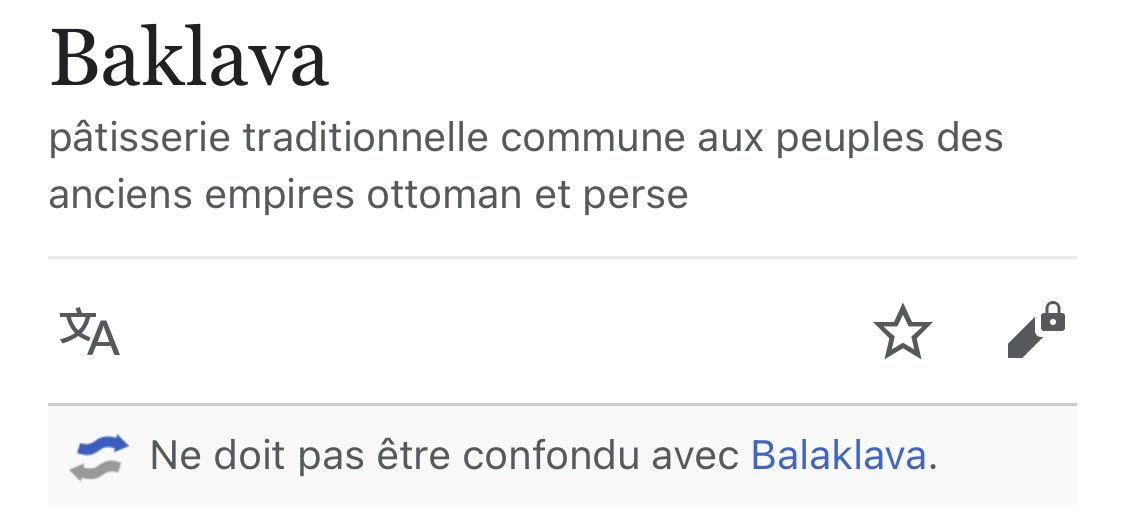 Baklava
pâtisserie traditionnelle commune aux peuples des
anciens empires ottoman et perse
Ne doit pas être confondu avec Balaklava.